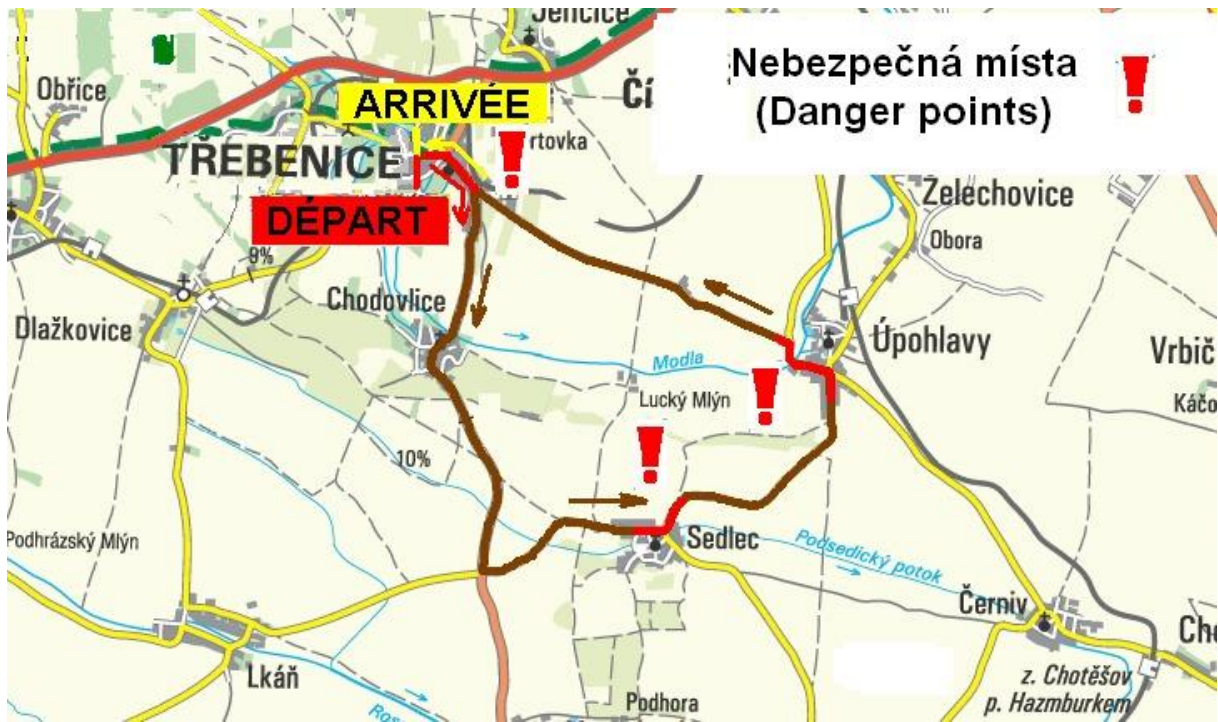 Jenčice
Nebezpečná místa
(Danger points)
Obřice
ARRIVÉE
Čí
rtovka
TŘEBENICE
Želechovice
DÉPART
Obora
9%
Chodovlice
Dlažkovice
Úpohlavy
Modla
Vrbič
Lucký Mlýn
Káčo
10%
Podhrázský Mlýn
Sedlec
Podsedický potok
Černiv
Cho
Lkáň
z. Chotěšov
p. Hazmburkem
Podhora
Ros